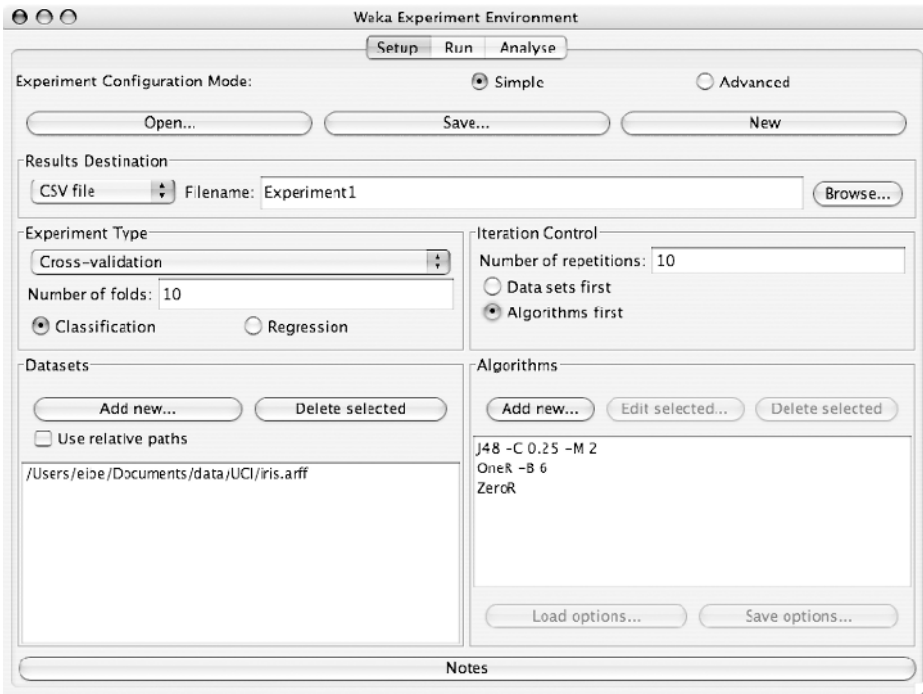 Weka Experiment Environment
Setup Run Analyse
Experiment Configuration Mode: Simple Advanced
Open... Save... New
Results Destination
CSV file Filename: Experiment1 Browse...
Experiment Type
Cross-validation
Number of folds: 10
Classification Regression
Iteration Control
Number of repetitions: 10
Data sets first
Algorithms first
Datasets
Add new... Delete selected
Use relative paths
/Users/eibe/Documents/data/UCI/iris.arff
Algorithms
Add new... Edit selected... Delete selected
J48 -C 0.25 -M 2
OneR -B 6
ZeroR
Load options... Save options...
Notes